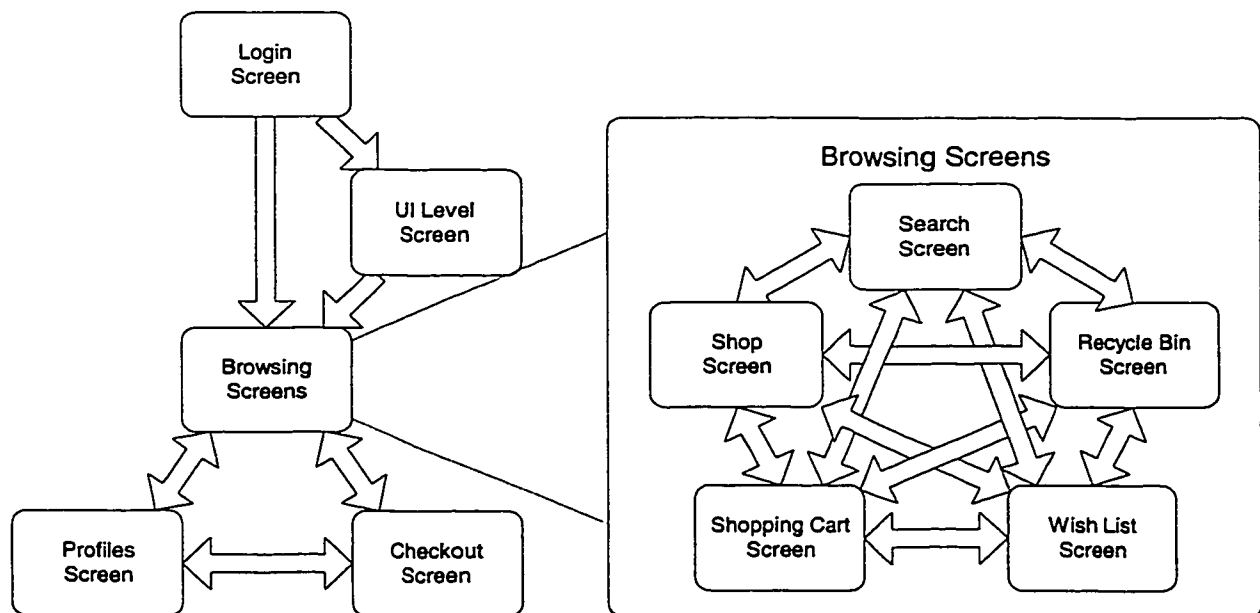 Login
Screen
UI Level
Screen
Browsing
Screens
Profiles
Screen
Checkout
Screen
Browsing Screens
Search
Screen
Shop
Screen
Recycle Bin
Screen
Shopping Cart
Screen
Wish List
Screen